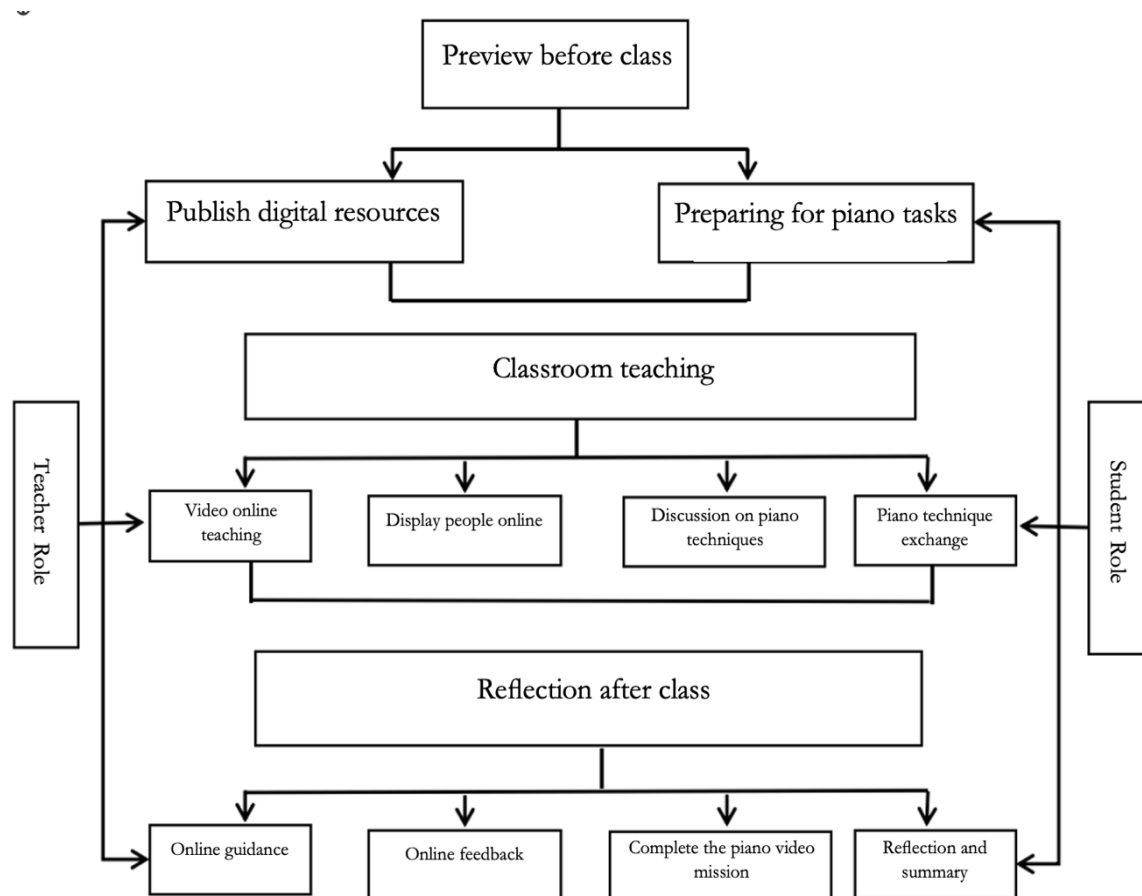 Preview before class
Publish digital resources
Preparing for piano tasks
Classroom teaching
Teacher Role
Student Role
Video online
teaching
Display people online
Discussion on piano
techniques
Piano technique
exchange
Reflection after class
Online guidance
Online feedback
Complete the piano video
mission
Reflection and
summary